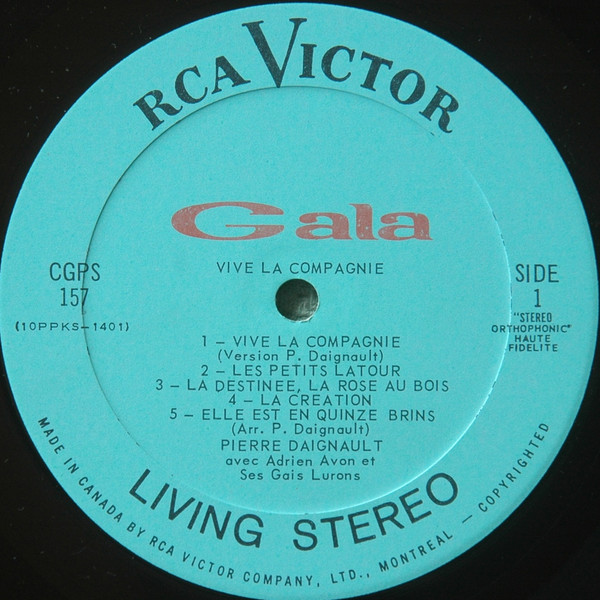 RCA VICTOR
Gala
VIVE LA COMPAGNIE
CGPS
157
(10PPKS-1401)
SIDE
1
"STEREO
ORTHOPHONIC"
HAUTE
FIDELITE
1 – VIVE LA COMPAGNIE
(Version P. Daignault)
2 – LES PETITS LATOUR
3 – LA DESTINEE, LA ROSE AU BOIS
4 – LA CREATION
5 – ELLE EST EN QUINZE BRINS
(Arr. P. Daignault)
PIERRE DAIGNAULT
avec Adrien Avon et
Ses Gais Lurons
LIVING STEREO
MADE IN CANADA BY RCA VICTOR COMPANY, LTD., MONTREAL — COPYRIGHTED